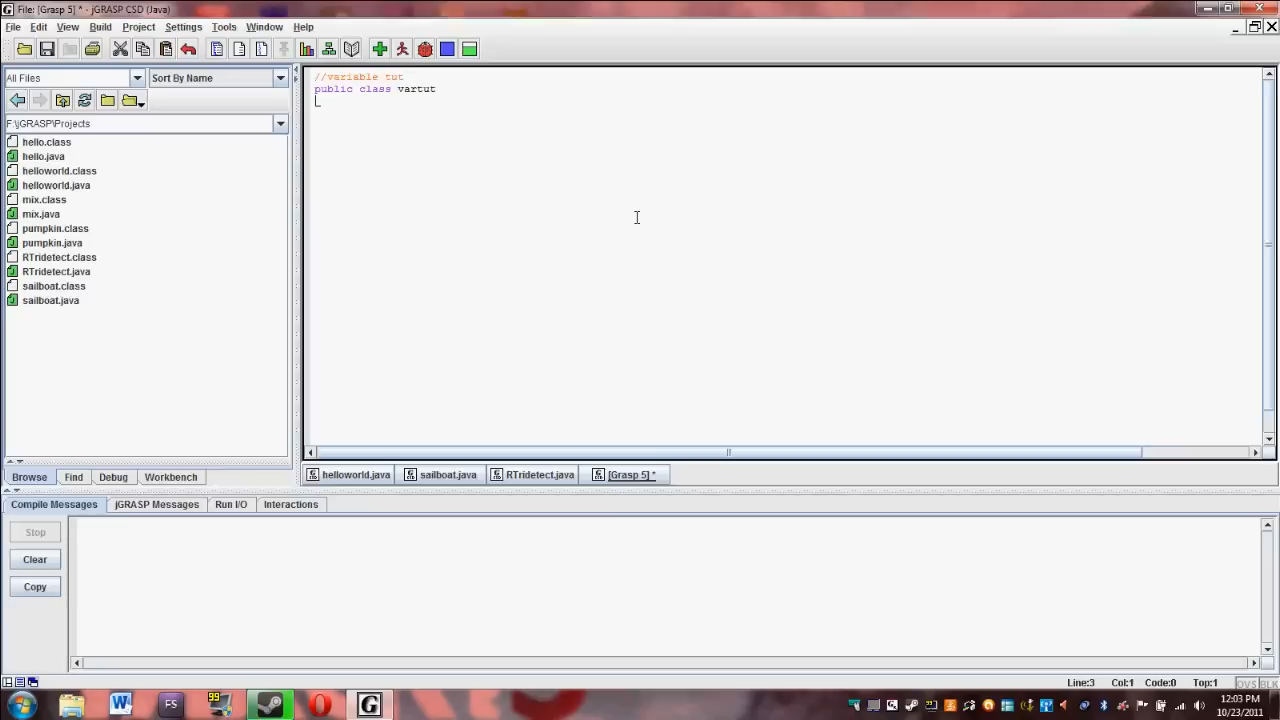 File: [Grasp 5] * - jGRASP CSD (Java)
File Edit View Build Project Settings Tools Window Help
All Files Sort By Name
F:\jGRASP\Projects
hello.class
hello.java
helloworld.class
helloworld.java
mix.class
mix.java
pumpkin.class
pumpkin.java
RTridetect.class
RTridetect.java
sailboat.class
sailboat.java
//variable tut
public class vartut
Browse Find Debug Workbench
helloworld.java sailboat.java RTridetect.java [Grasp 5] *
Compile Messages jGRASP Messages Run I/O Interactions
Stop
Clear
Copy
Line:3 Col:1 Code:0 Top:1 OVS BLK
99 FS
12:03 PM
10/23/2011